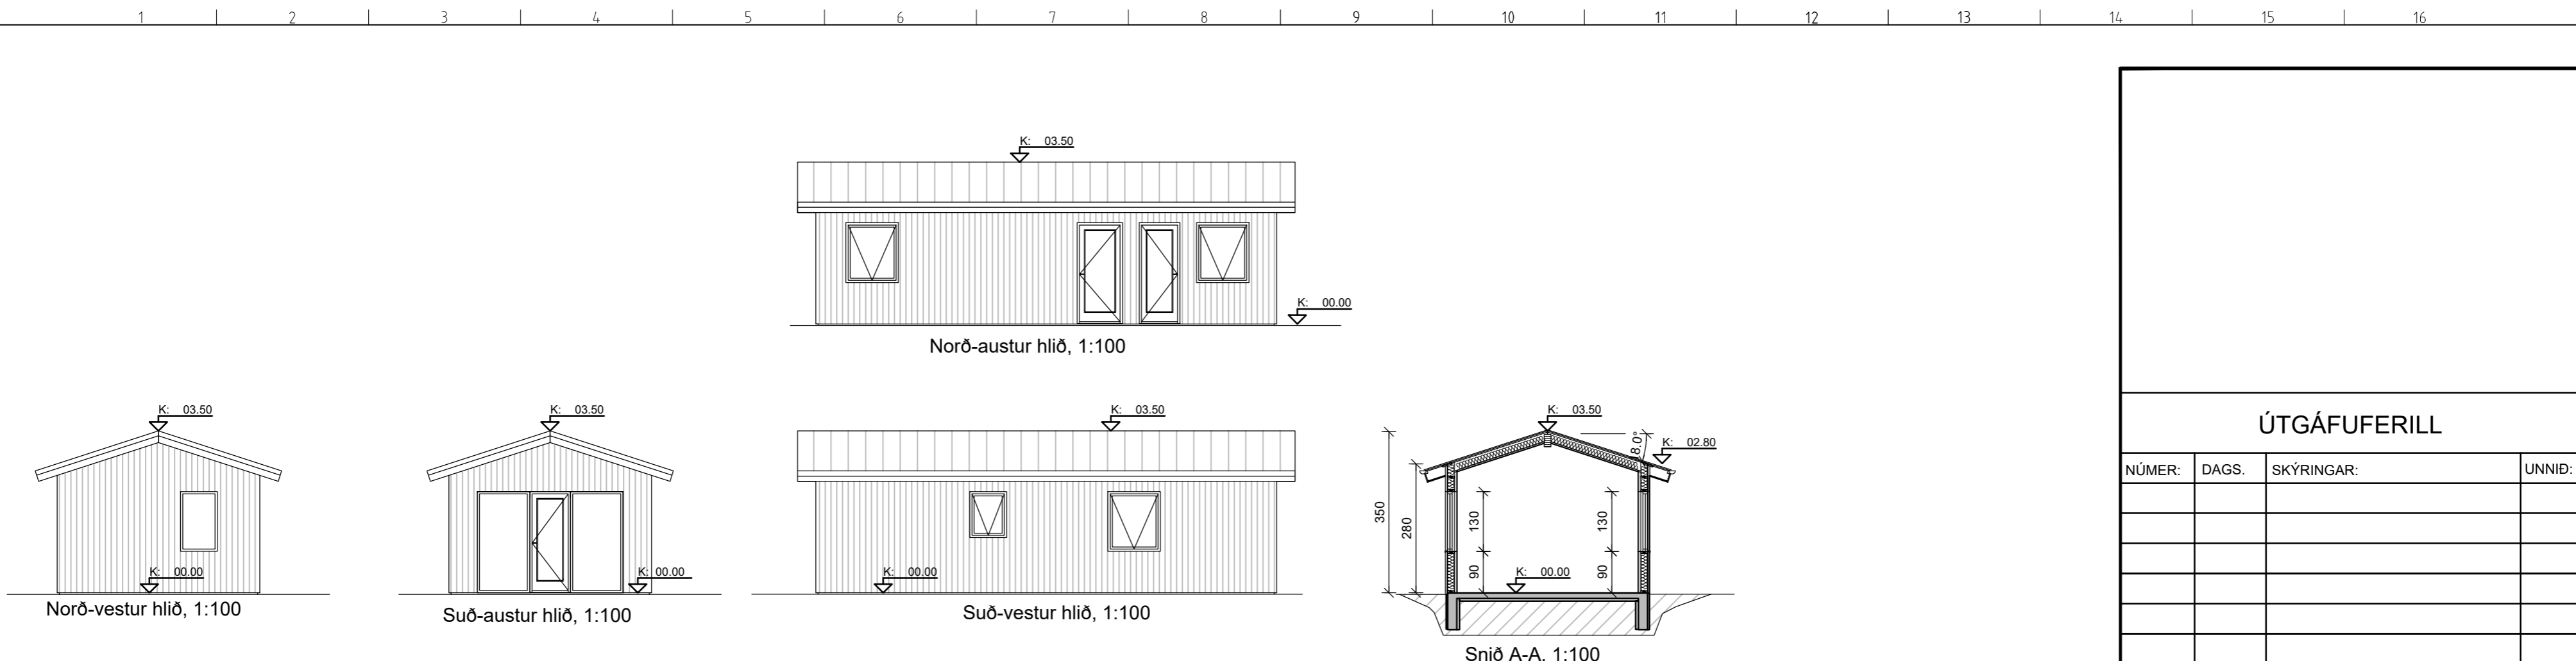 1 2 3 4 5 6 7 8 9 10 11 12 13 14 15 16
K: 03.50
K: 00.00
Norð-austur hlið, 1:100
K: 03.50
K: 00.00
Norð-vestur hlið, 1:100
K: 03.50
K: 00.00
Suð-austur hlið, 1:100
K: 03.50
K: 00.00
Suð-vestur hlið, 1:100
K: 03.50
K: 02.80
350
280
130
90
130
90
K: 00.00
Snið A-A, 1:100
ÚTGÁFUFERILL
NÚMER: DAGS. SKÝRINGAR: UNNIÐ: